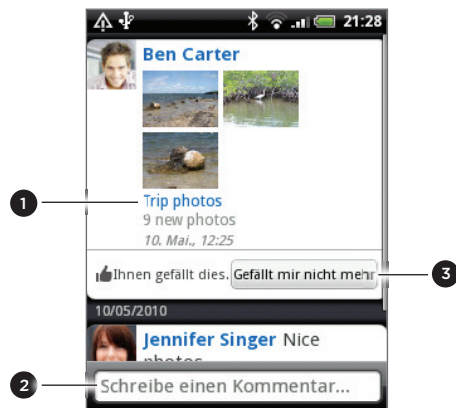 21:28
Ben Carter
1
Trip photos
9 new photos
10. Mai., 12:25
Ihnen gefällt dies. Gefällt mir nicht mehr
3
10/05/2010
Jennifer Singer Nice
photos
2
Schreibe einen Kommentar...